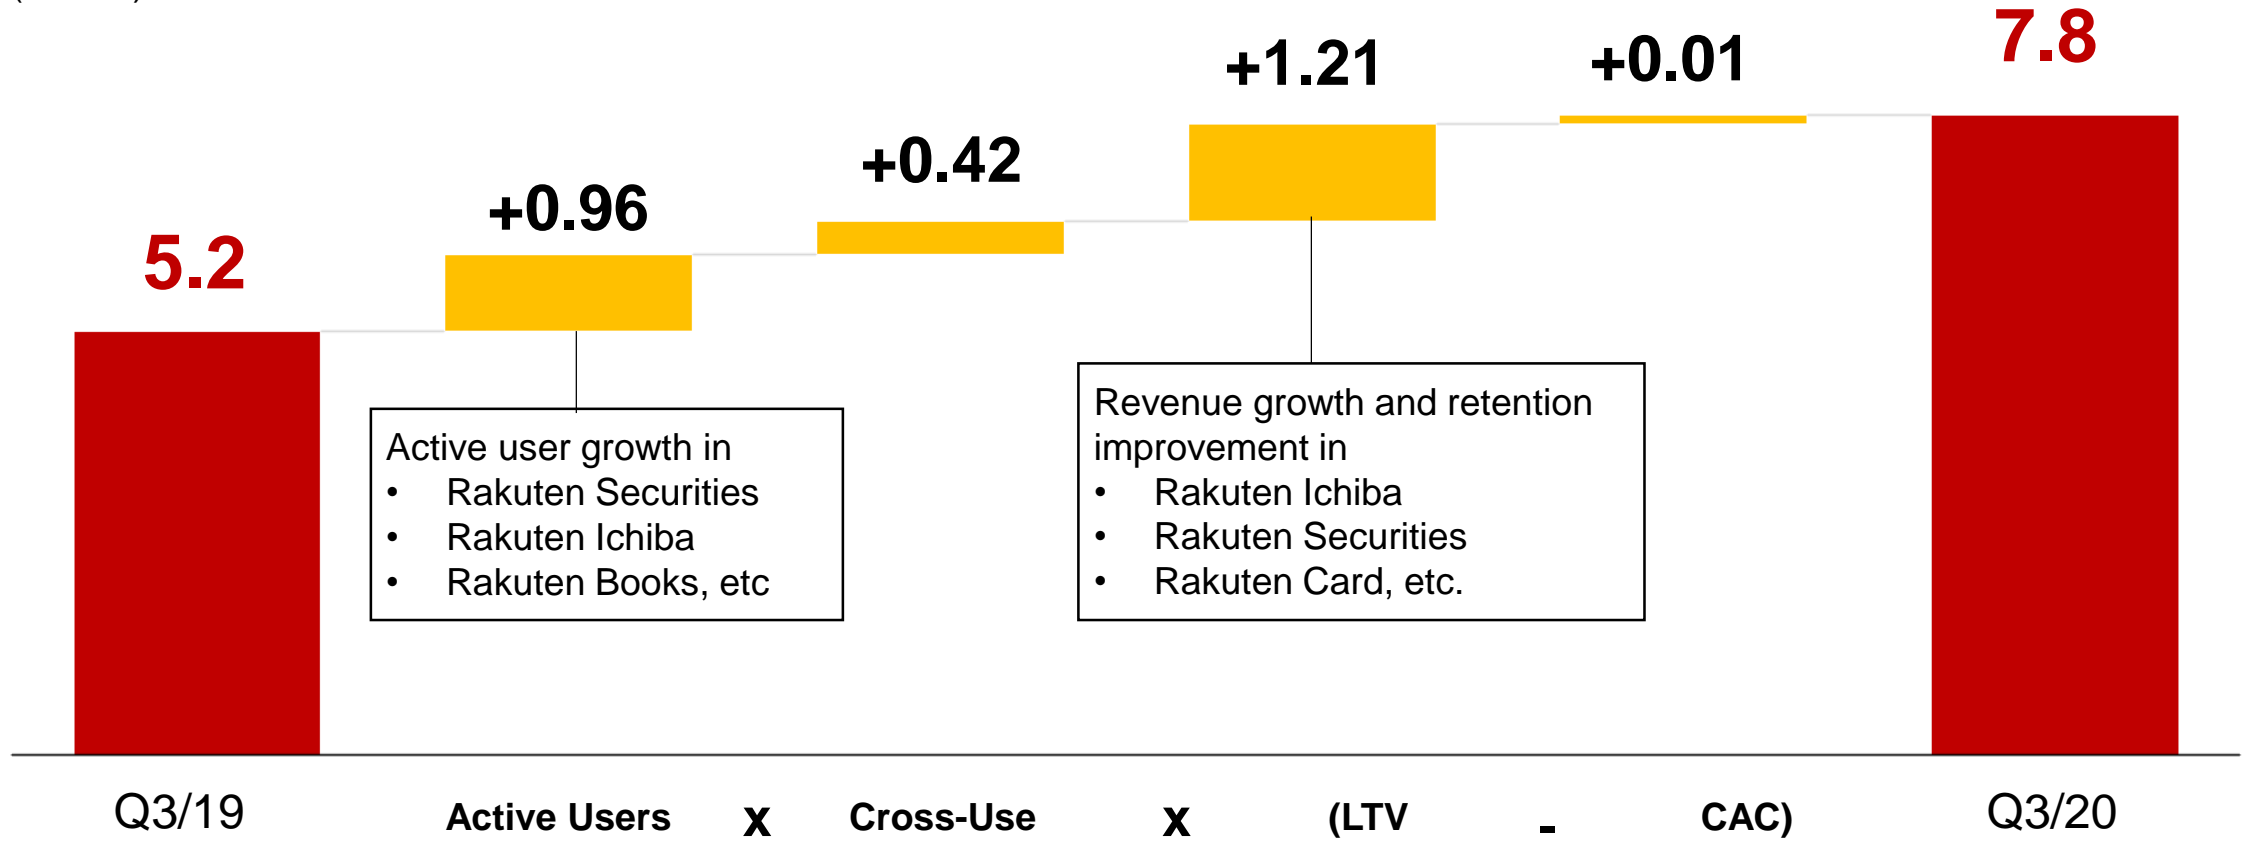 7.8
+1.21
+0.01
+0.42
+0.96
5.2
Revenue growth and retention
improvement in
• Rakuten Ichiba
• Rakuten Securities
• Rakuten Card, etc.
Active user growth in
• Rakuten Securities
• Rakuten Ichiba
• Rakuten Books, etc
Q3/19 Active Users x Cross-Use x (LTV - CAC) Q3/20